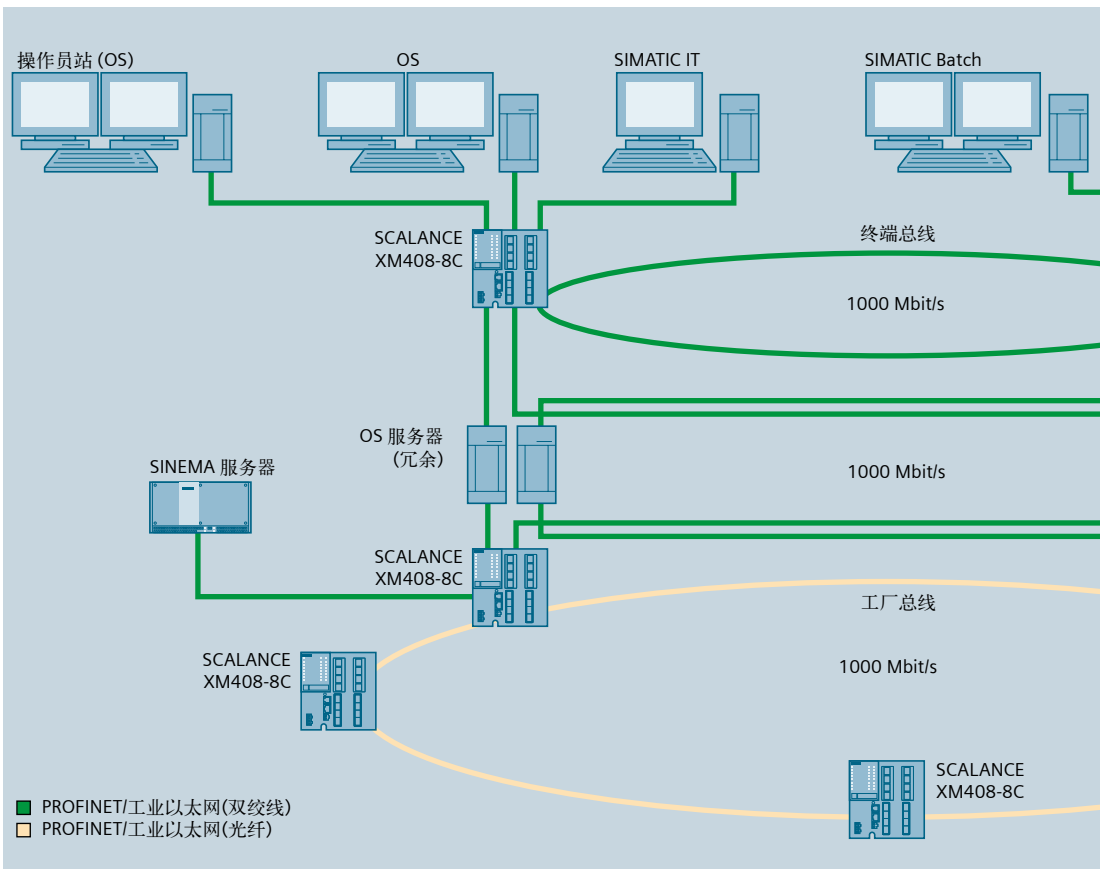 操作员站 (OS)
OS
SIMATIC IT
SIMATIC Batch
SCALANCE
XM408-8C
终端总线
1000 Mbit/s
OS 服务器
(冗余)
1000 Mbit/s
SINEMA 服务器
SCALANCE
XM408-8C
工厂总线
1000 Mbit/s
SCALANCE
XM408-8C
SCALANCE
XM408-8C
PROFINET/工业以太网(双绞线)
PROFINET/工业以太网(光纤)